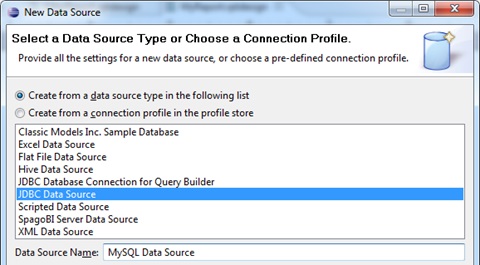 New Data Source
Select a Data Source Type or Choose a Connection Profile.
Provide all the settings for a new data source, or choose a pre-defined connection profile.
Create from a data source type in the following list
Create from a connection profile in the profile store
Classic Models Inc. Sample Database
Excel Data Source
Flat File Data Source
Hive Data Source
JDBC Database Connection for Query Builder
JDBC Data Source
Scripted Data Source
SpagoBI Server Data Source
XML Data Source
Data Source Name: MySQL Data Source